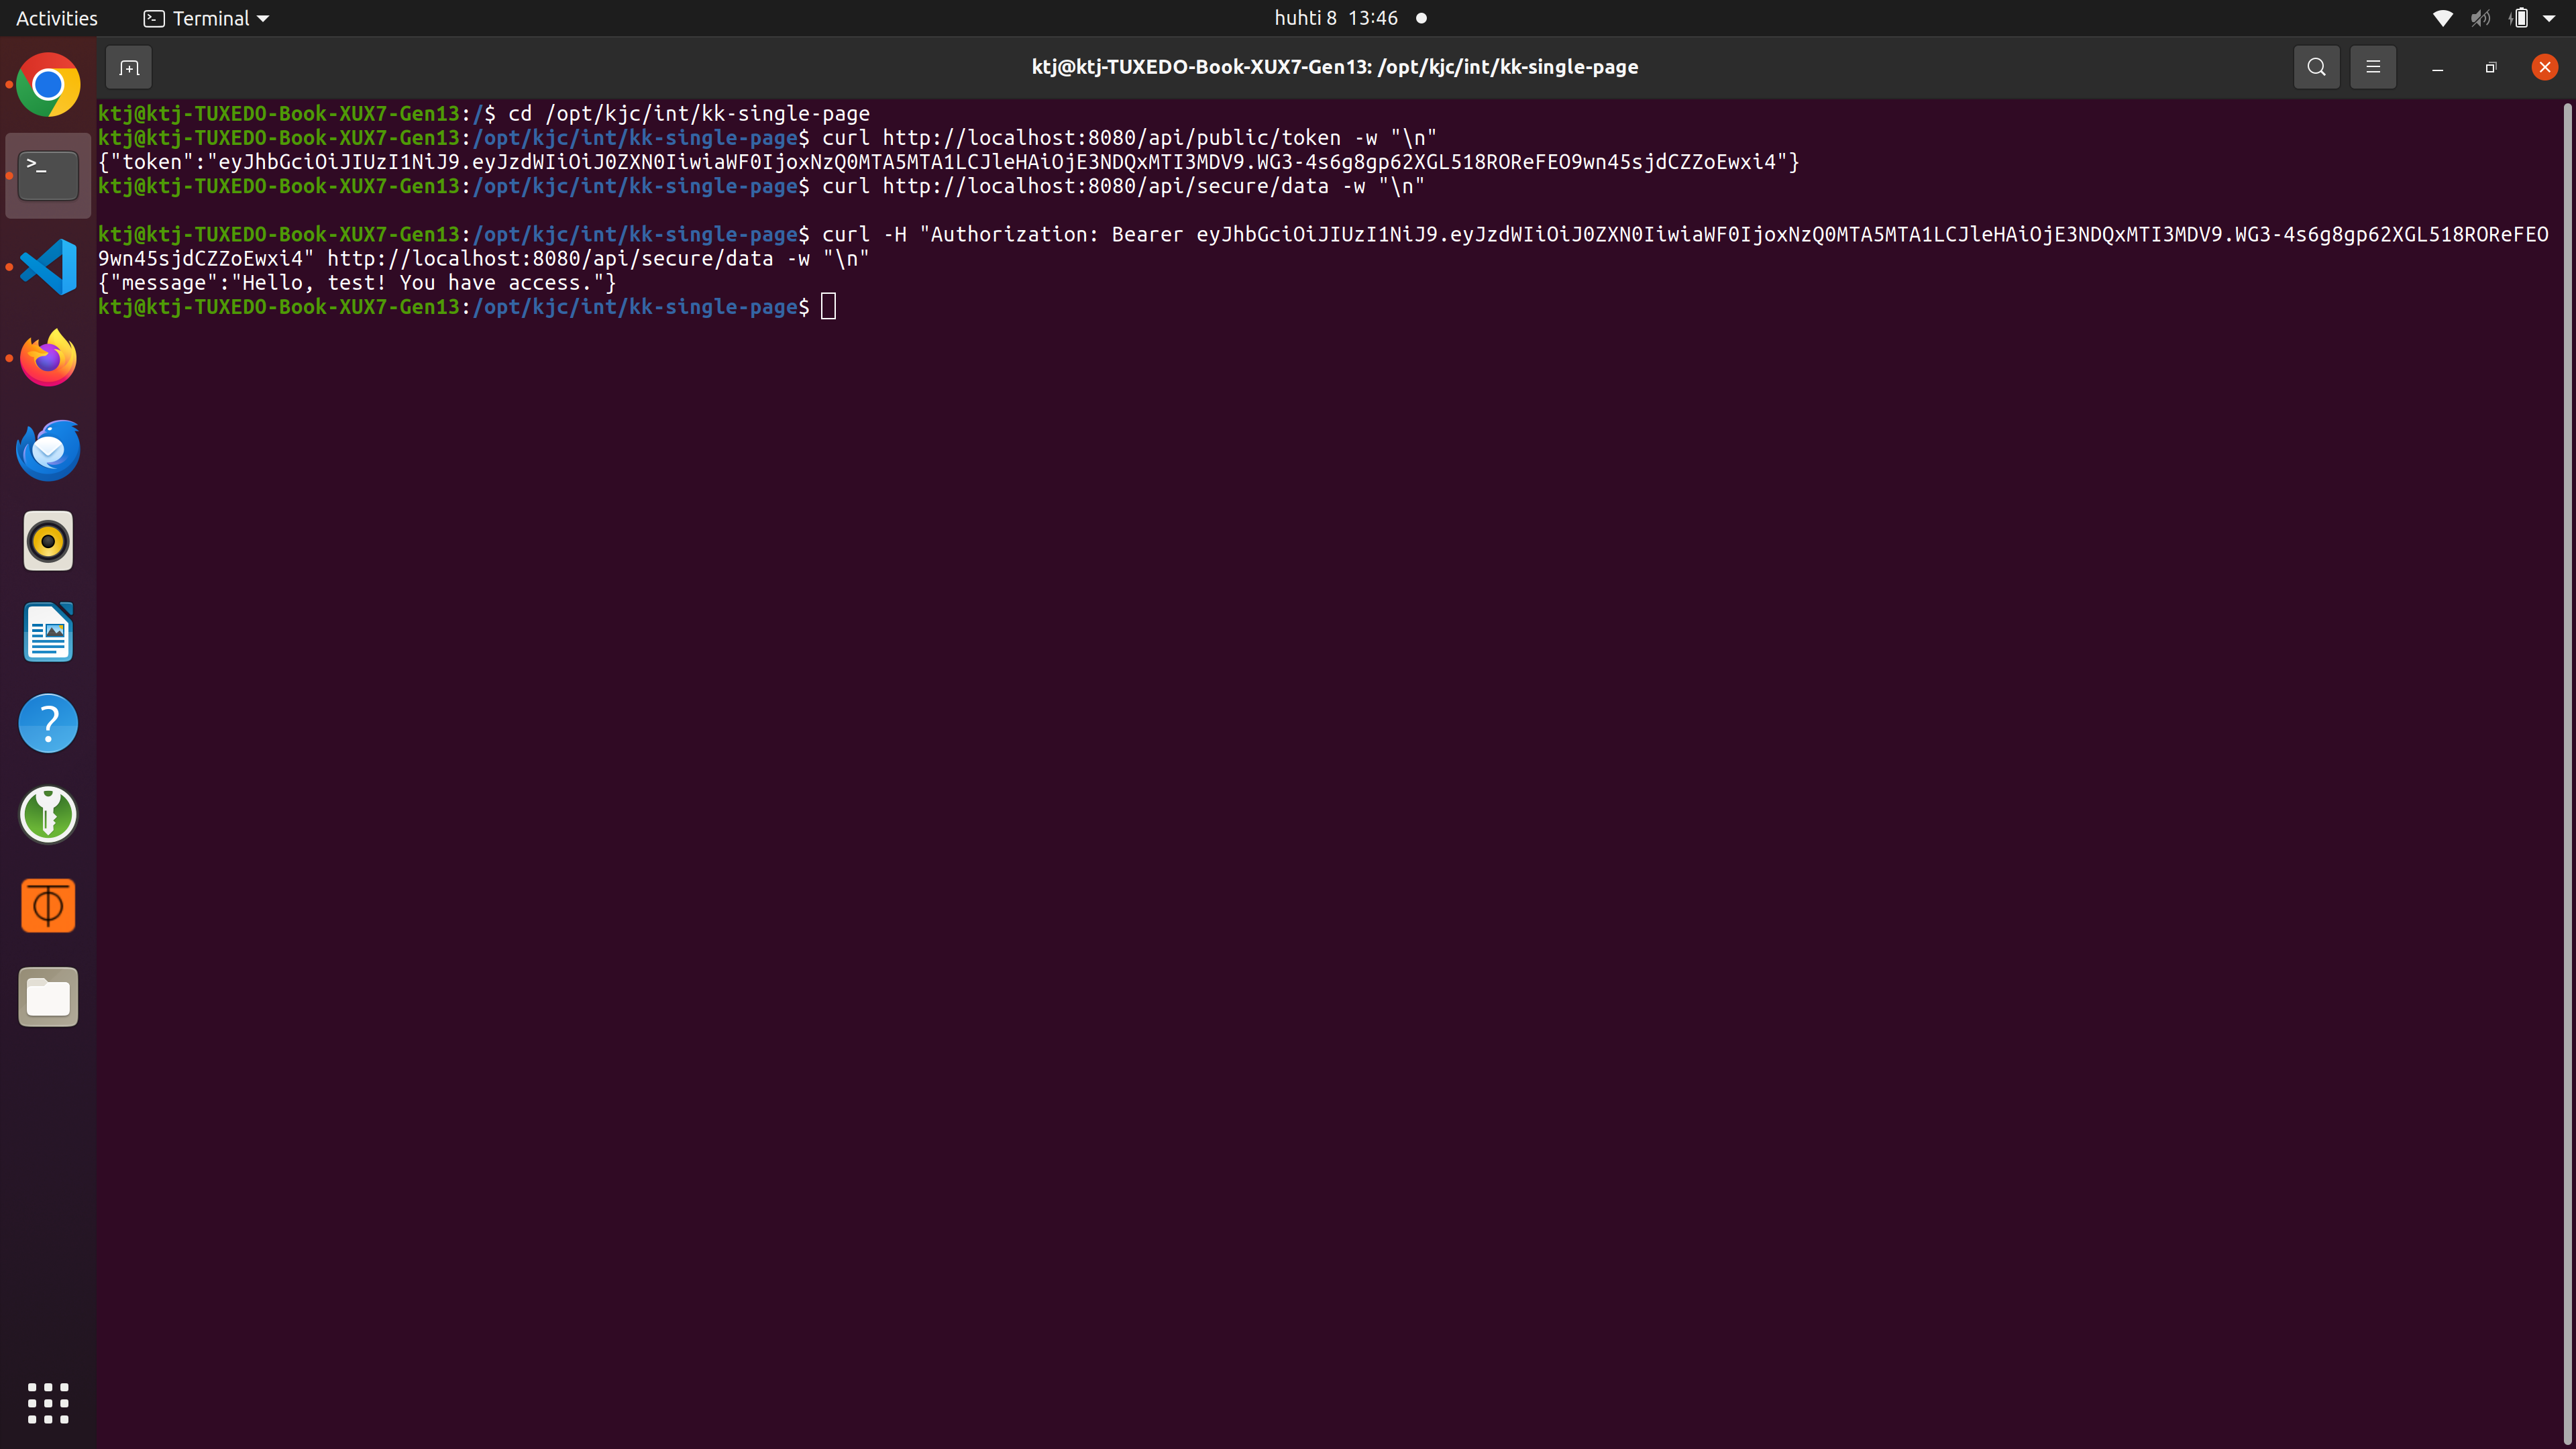 Activities Terminal huhti 8 13:46
ktj@ktj-TUXEDO-Book-XUX7-Gen13: /opt/kjc/int/kk-single-page
ktj@ktj-TUXEDO-Book-XUX7-Gen13:/$ cd /opt/kjc/int/kk-single-page
ktj@ktj-TUXEDO-Book-XUX7-Gen13:/opt/kjc/int/kk-single-page$ curl http://localhost:8080/api/public/token -w "\n"
{"token":"eyJhbGciOiJIUzI1NiJ9.eyJzdWIiOiJ0ZXN0IiwiaWF0IjoxNzQ0MTA5MTA1LCJleHAiOjE3NDQxMTI3MDV9.WG3-4s6g8gp62XGL518ROReFEO9wn45sjdCZZoEwxi4"}
ktj@ktj-TUXEDO-Book-XUX7-Gen13:/opt/kjc/int/kk-single-page$ curl http://localhost:8080/api/secure/data -w "\n"
ktj@ktj-TUXEDO-Book-XUX7-Gen13:/opt/kjc/int/kk-single-page$ curl -H "Authorization: Bearer eyJhbGciOiJIUzI1NiJ9.eyJzdWIiOiJ0ZXN0IiwiaWF0IjoxNzQ0MTA5MTA1LCJleHAiOjE3NDQxMTI3MDV9.WG3-4s6g8gp62XGL518ROReFEO
9wn45sjdCZZoEwxi4" http://localhost:8080/api/secure/data -w "\n"
{"message":"Hello, test! You have access."}
ktj@ktj-TUXEDO-Book-XUX7-Gen13:/opt/kjc/int/kk-single-page$